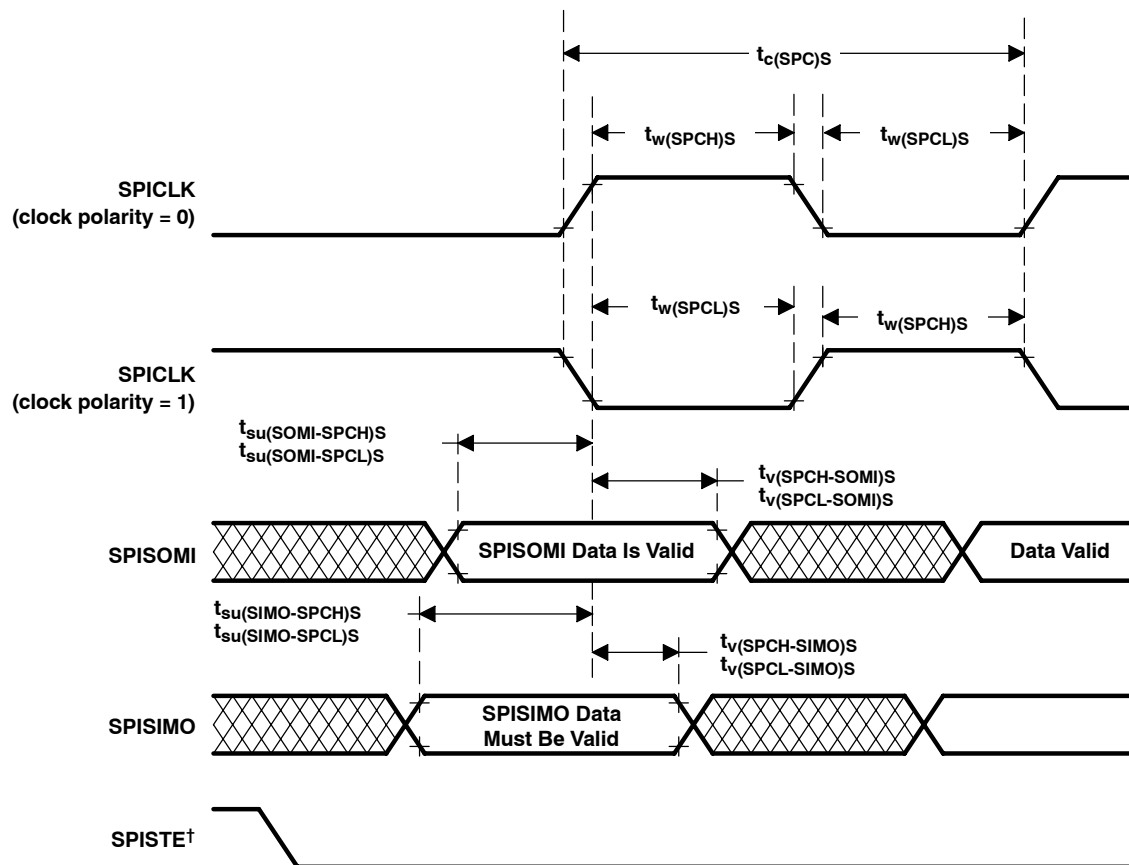 tc(SPC)S
tw(SPCH)S
tw(SPCL)S
SPICLK
(clock polarity = 0)
tw(SPCL)S
tw(SPCH)S
SPICLK
(clock polarity = 1)
tsu(SOMI-SPCH)S
tsu(SOMI-SPCL)S
tv(SPCH-SOMI)S
tv(SPCL-SOMI)S
SPISOMI
SPISOMI Data Is Valid
Data Valid
tsu(SIMO-SPCH)S
tsu(SIMO-SPCL)S
tv(SPCH-SIMO)S
tv(SPCL-SIMO)S
SPISIMO
SPISIMO Data
Must Be Valid
SPISTE†